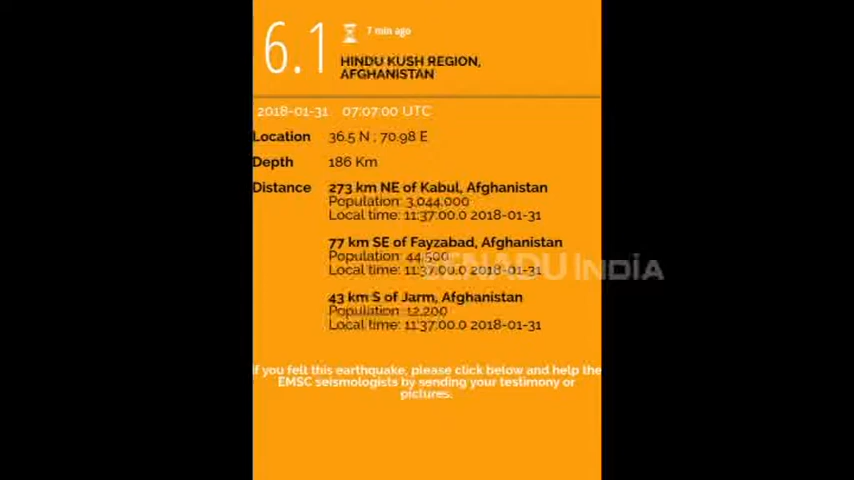 6.1
7 min ago
HINDU KUSH REGION,
AFGHANISTAN
2018-01-31 07:07:00 UTC
Location 36.5 N ; 70.98 E
Depth 186 Km
Distance 273 km NE of Kabul, Afghanistan
Population: 3,044,000
Local time: 11:37:00.0 2018-01-31
77 km SE of Fayzabad, Afghanistan
Population: 44,500
Local time: 11:37:00.0 2018-01-31
43 km S of Jarm, Afghanistan
Population: 12,200
Local time: 11:37:00.0 2018-01-31
If you felt this earthquake, please click below and help the
EMSC seismologists by sending your testimony or
pictures.
EENADU INDIA